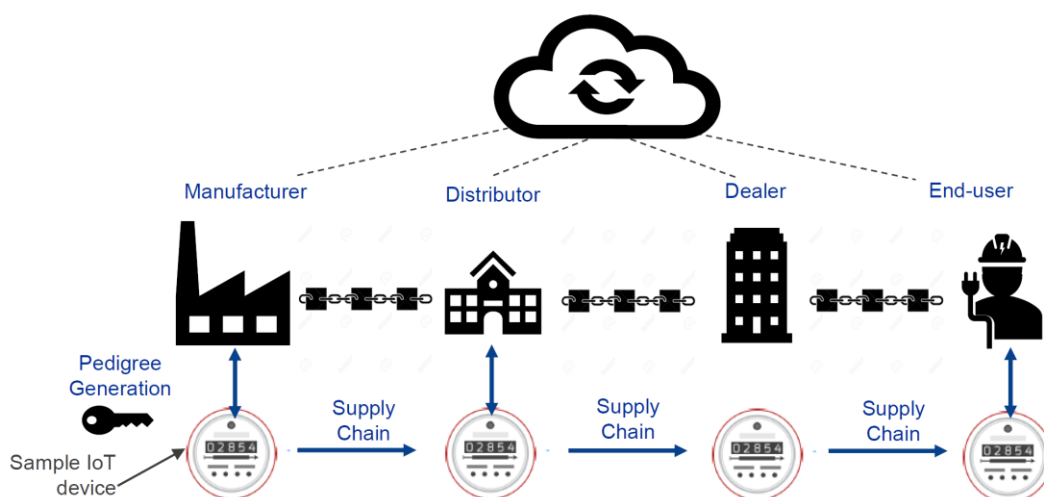 Manufacturer
Distributor
Dealer
End-user
Pedigree
Generation
Supply
Chain
Supply
Chain
Supply
Chain
02854
02854
02854
02854
Sample IoT
device